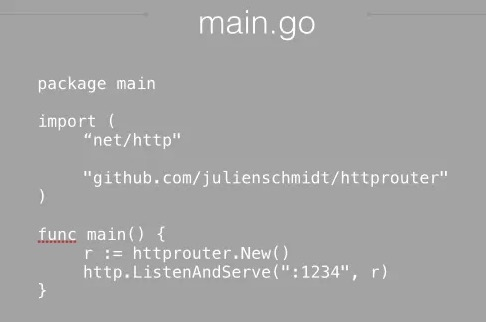 main.go
package main
import (
“net/http"
"github.com/julienschmidt/httprouter"
)
func main() {
r := httprouter.New()
http.ListenAndServe(":1234", r)
}